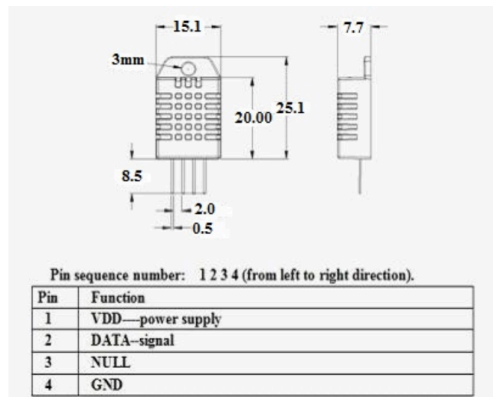 15.1
7.7
3mm
20.00
25.1
8.5
2.0
0.5
Pin sequence number: 1 2 3 4 (from left to right direction).
Pin Function
1 VDD----power supply
2 DATA--signal
3 NULL
4 GND